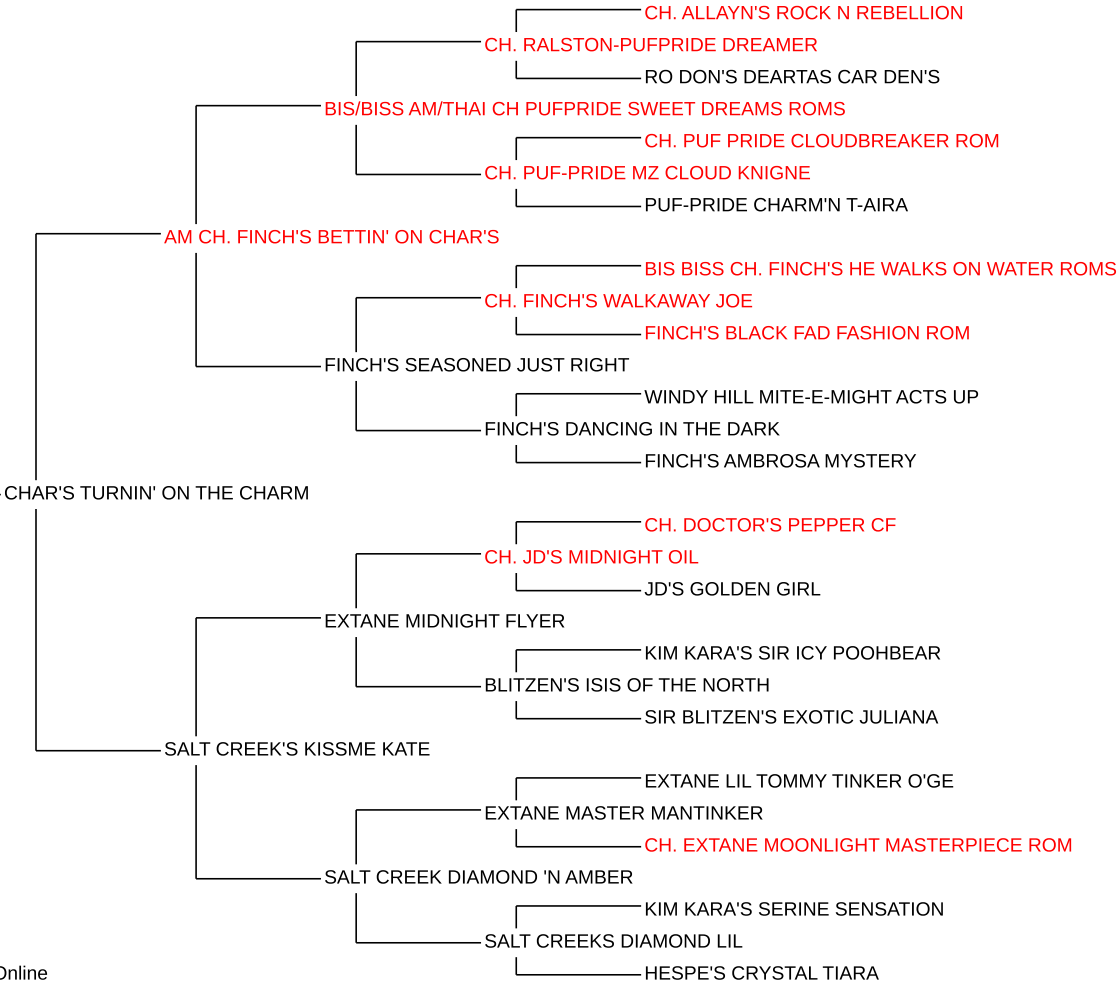 CH. ALLAYN'S ROCK N REBELLION
CH. RALSTON-PUFPRIDE DREAMER
RO DON'S DEARTAS CAR DEN'S
BIS/BISS AM/THAI CH PUFPRIDE SWEET DREAMS ROMS
CH. PUF PRIDE CLOUDBREAKER ROM
CH. PUF-PRIDE MZ CLOUD KNIGNE
PUF-PRIDE CHARM'N T-AIRA
AM CH. FINCH'S BETTIN' ON CHAR'S
BIS BISS CH. FINCH'S HE WALKS ON WATER ROMS
CH. FINCH'S WALKAWAY JOE
FINCH'S BLACK FAD FASHION ROM
FINCH'S SEASONED JUST RIGHT
WINDY HILL MITE-E-MIGHT ACTS UP
FINCH'S DANCING IN THE DARK
FINCH'S AMBROSA MYSTERY
CHAR'S TURNIN' ON THE CHARM
CH. DOCTOR'S PEPPER CF
CH. JD'S MIDNIGHT OIL
JD'S GOLDEN GIRL
EXTANE MIDNIGHT FLYER
KIM KARA'S SIR ICY POOHBEAR
BLITZEN'S ISIS OF THE NORTH
SIR BLITZEN'S EXOTIC JULIANA
SALT CREEK'S KISSME KATE
EXTANE LIL TOMMY TINKER O'GE
EXTANE MASTER MANTINKER
CH. EXTANE MOONLIGHT MASTERPIECE ROM
SALT CREEK DIAMOND 'N AMBER
KIM KARA'S SERINE SENSATION
SALT CREEKS DIAMOND LIL
HESPE'S CRYSTAL TIARA
Online